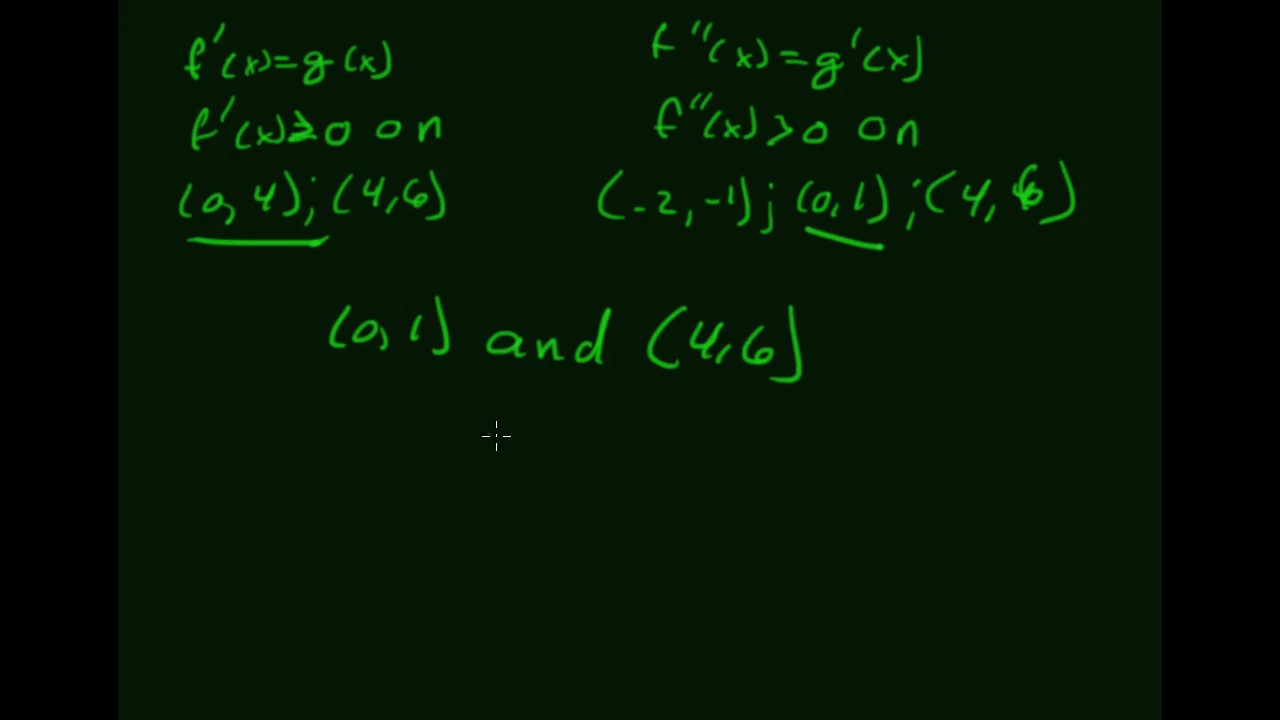 f'(x)=g(x)
f'(x)≥0 on
(0,4);(4,6)
f''(x)=g'(x)
f''(x)>0 on
(-2,-1);(0,1);(4,6)
(0,1) and (4,6)